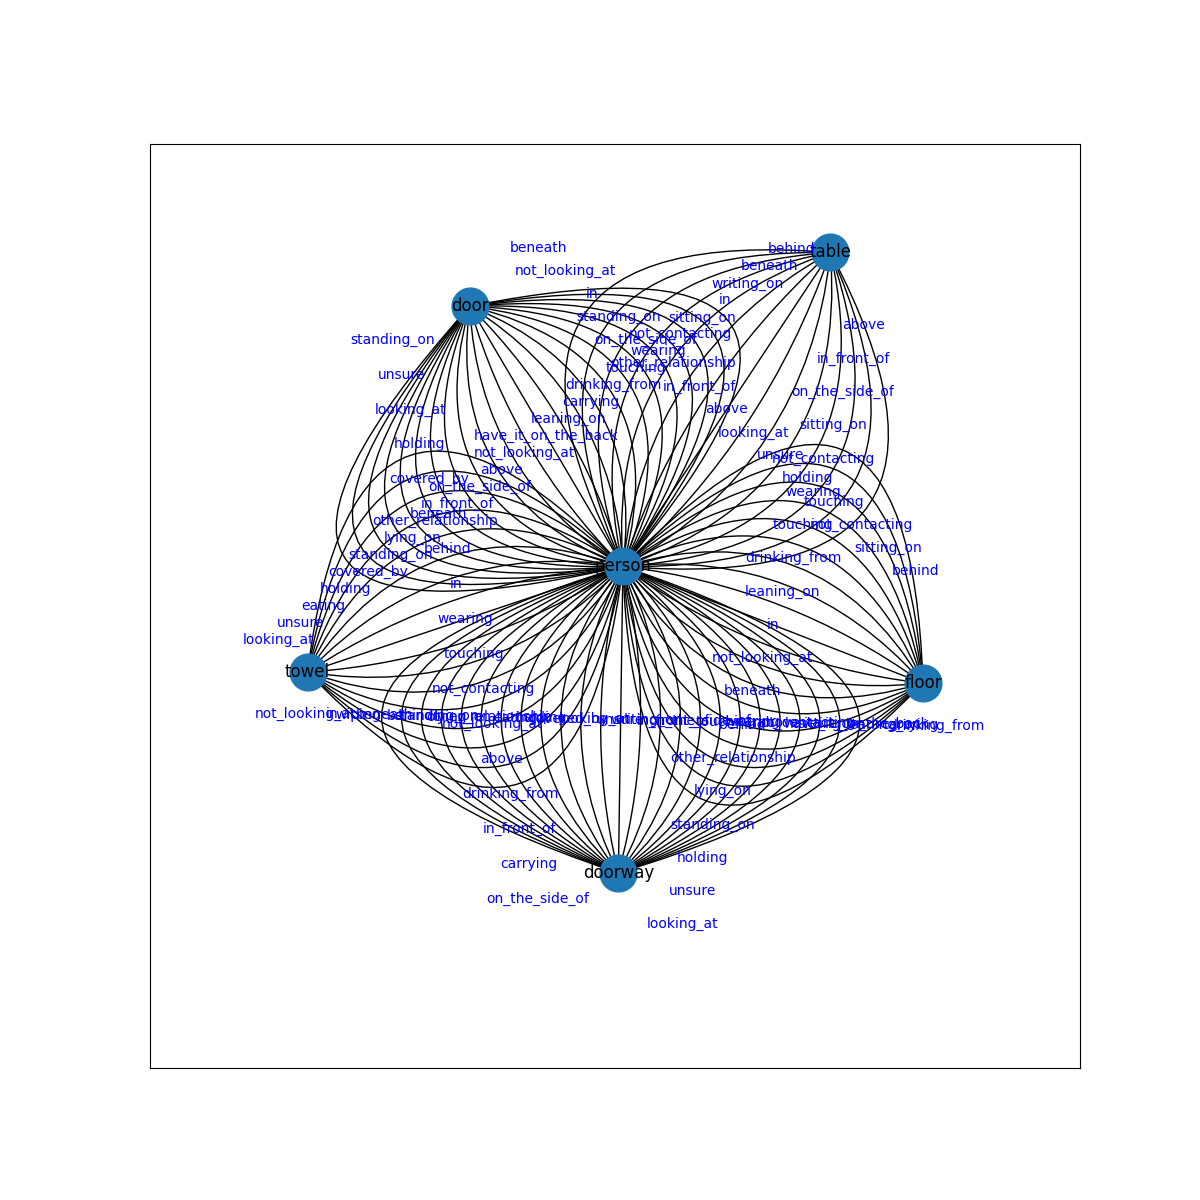 beneath
behind
table
beneath
not_looking_at
writing_on
in
in
door
standing_on
sitting_on
above
not_contacting
standing_on
on_the_side_of
wearing
in_front_of
other_relationship
touching
unsure
drinking_from
in_front_of
on_the_side_of
carrying
looking_at
above
leaning_on
sitting_on
looking_at
have_it_on_the_back
holding
not_looking_at
unsure
not_contacting
above
covered_by
holding
on_the_side_of
wearing
in_front_of
touching
beneath
other_relationship
touching
not_contacting
lying_on
behind
sitting_on
standing_on
drinking_from
person
covered_by
behind
in
holding
leaning_on
eating
wearing
unsure
in
looking_at
touching
not_looking_at
towel
floor
not_contacting
beneath
not_looking_at
above
other_relationship
drinking_from
lying_on
in_front_of
standing_on
carrying
holding
doorway
on_the_side_of
unsure
looking_at